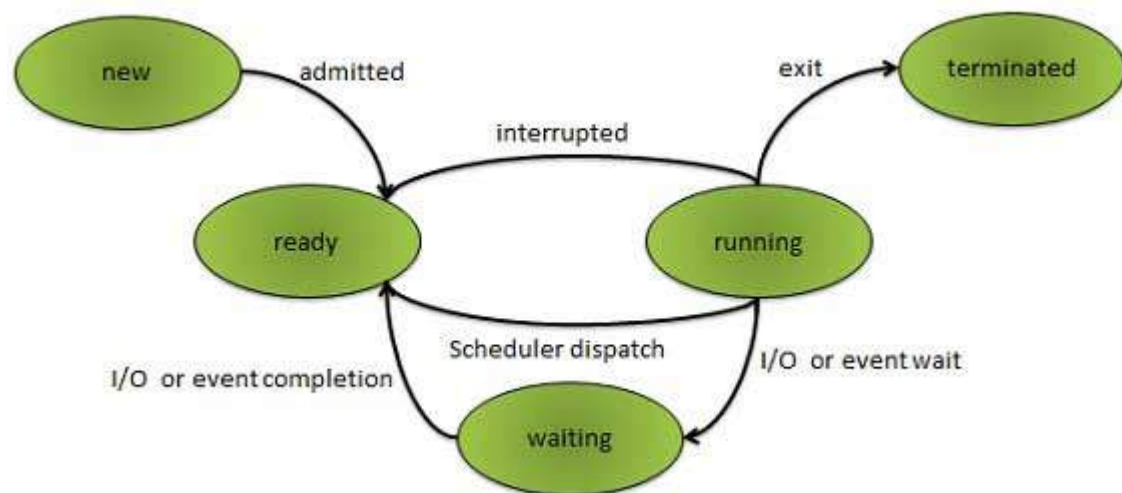 new
admitted
exit
terminated
interrupted
ready
running
Scheduler dispatch
I/O or event completion
I/O or event wait
waiting